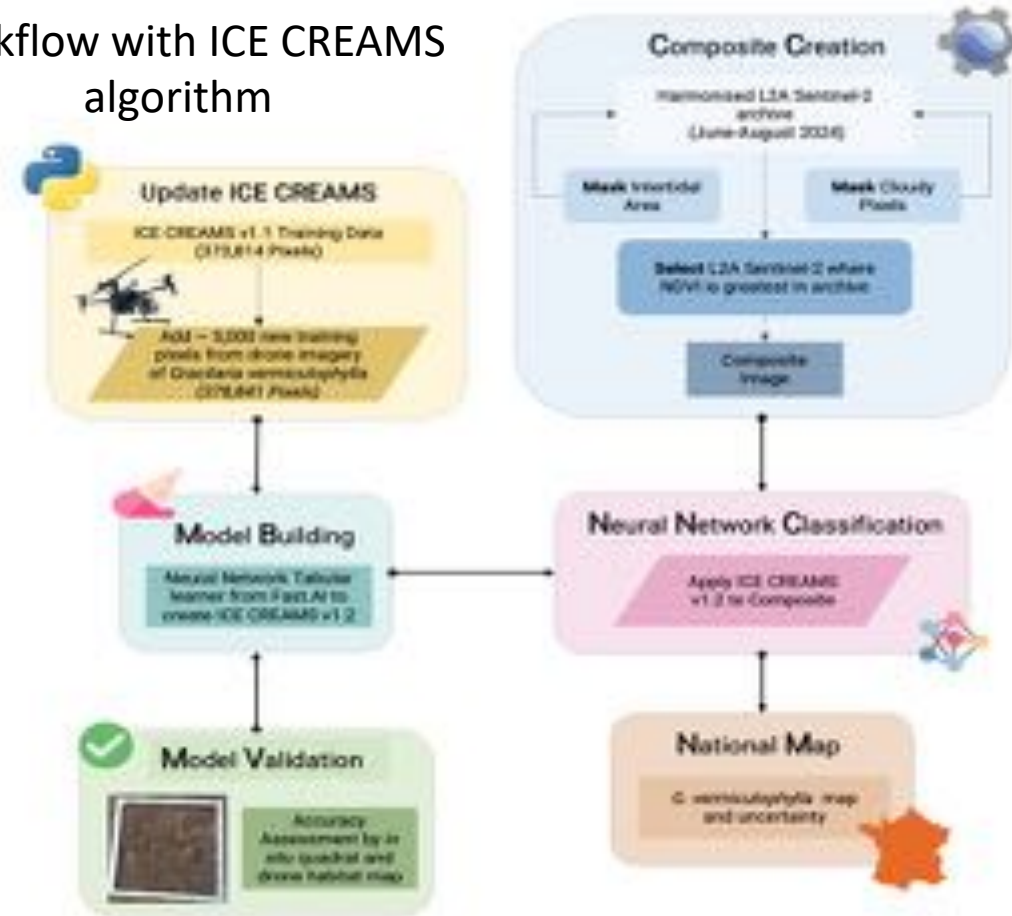 kflow with ICE CREAMS
algorithm
Composite Creation
Harmonised L2A Sentinel-2
archive
(June-August 2024)
Mask Intertidal
Area
Mask Cloudy
Pixels
Select L2A Sentinel-2 where
NDVI is greatest in archive
Composite
Image
Update ICE CREAMS
ICE CREAMS v1.1 Training Data
Pixels)
Add ~ 5,000 new training
pixels from drone imagery
of Gracilaria vermiculophylla
Pixels)
Model Building
Neural Network Tabular
learner from Fast.AI to
create ICE CREAMS v1.2
Neural Network Classification
Apply ICE CREAMS
v1.2 to Composite
Model Validation
Accuracy
Assessment by in
situ quadrat and
drone habitat map
National Map
G. vermiculophylla map
and uncertainty